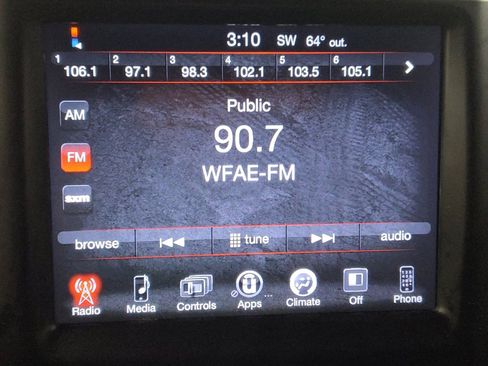 3:10 SW 64° out.
1 106.1 2 97.1 3 98.3 4 102.1 5 103.5 6 105.1
Public
AM
90.7
FM
WFAE-FM
sxm
browse tune audio
Radio Media Controls Apps ... Climate Off Phone